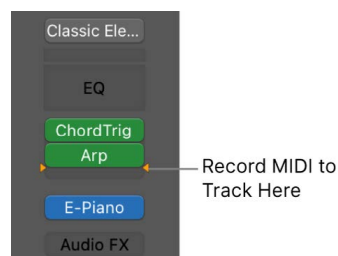 Classic Ele...
EQ
ChordTrig
Arp
Record MIDI to
Track Here
E-Piano
Audio FX